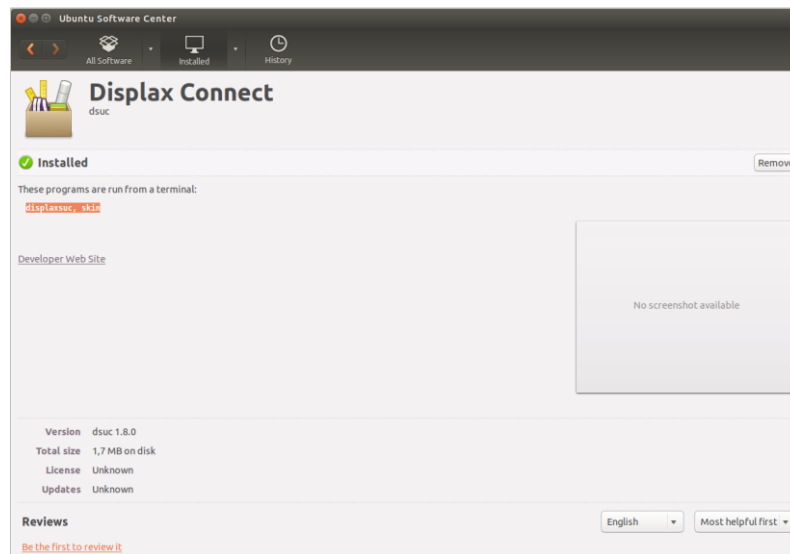 Ubuntu Software Center
All Software
Installed
History
Displax Connect
dsuc
Installed
Remove
These programs are run from a terminal:
displaxsuc, skin
Developer Web Site
No screenshot available
Version dsuc 1.8.0
Total size 1,7 MB on disk
License Unknown
Updates Unknown
Reviews
English
Most helpful first
Be the first to review it